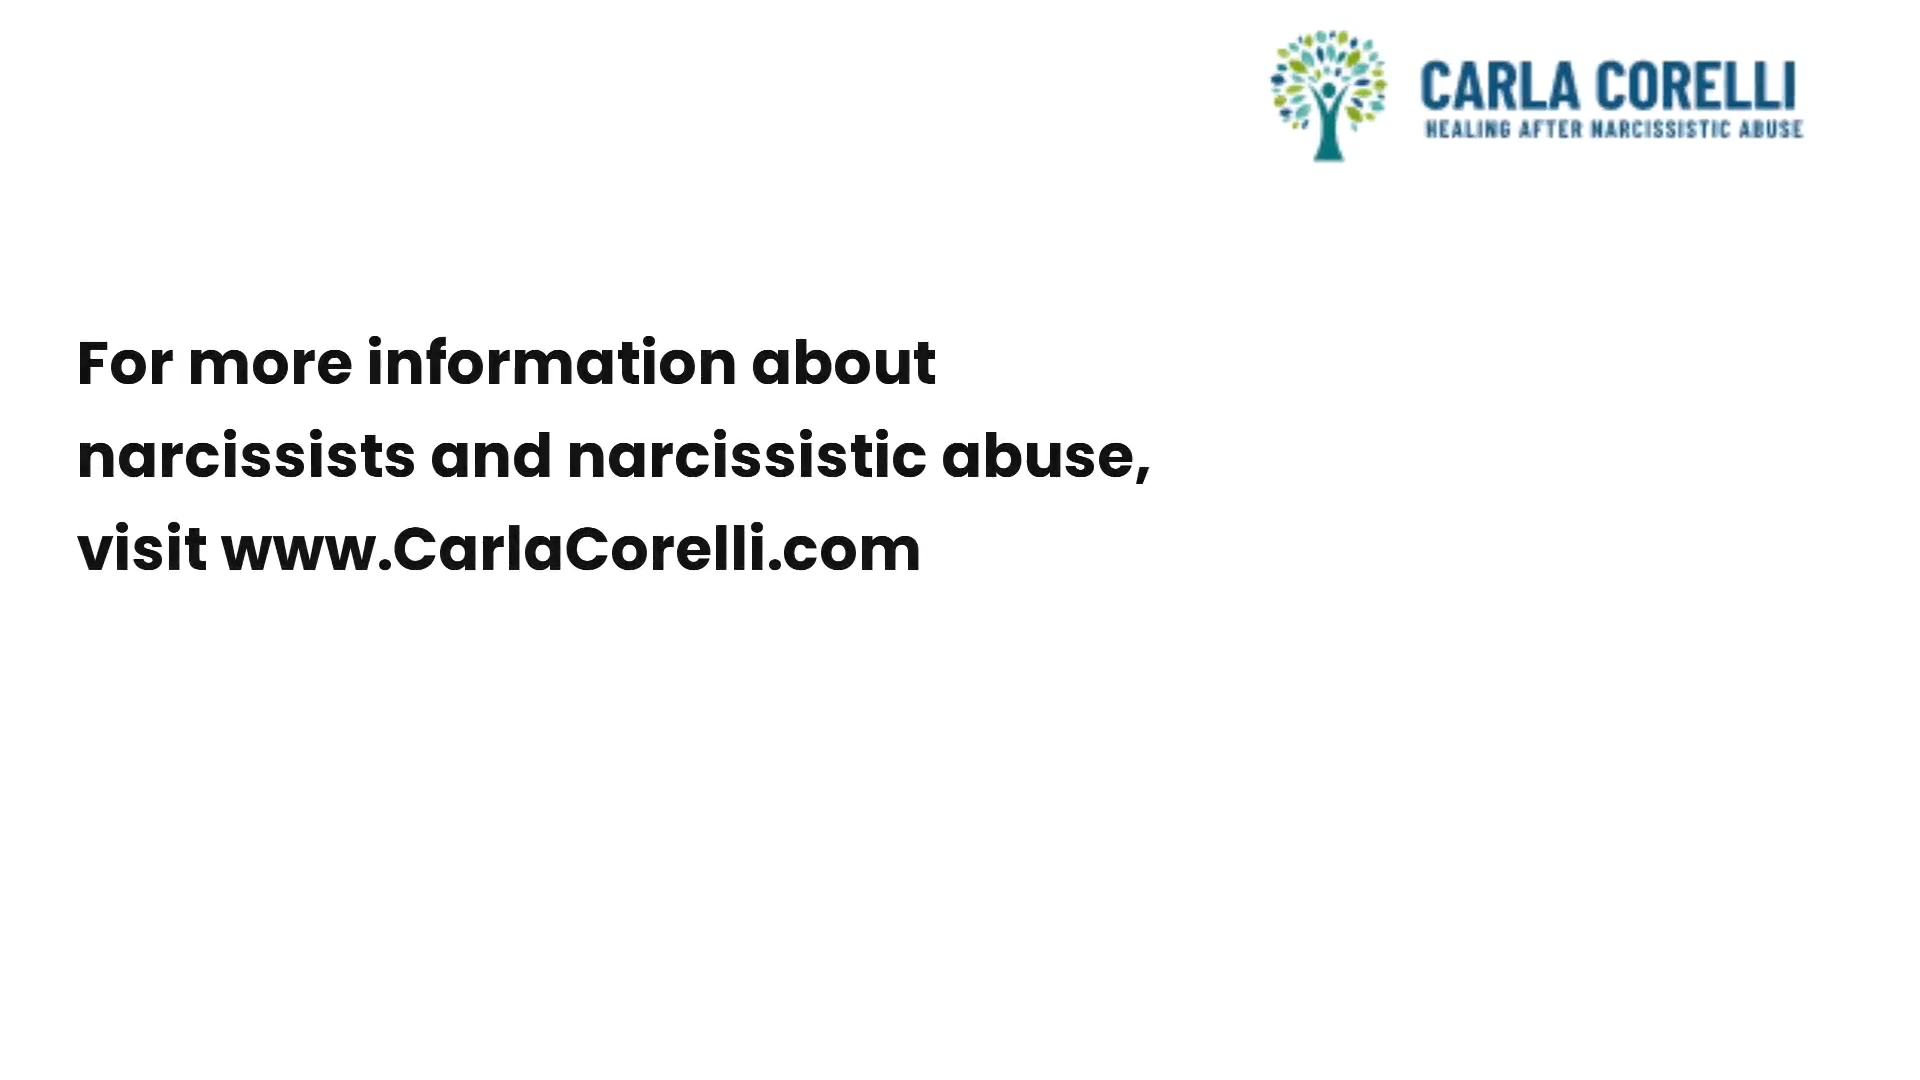 CARLA CORELLI
HEALING AFTER NARCISSISTIC ABUSE
For more information about
narcissists and narcissistic abuse,
visit www.CarlaCorelli.com